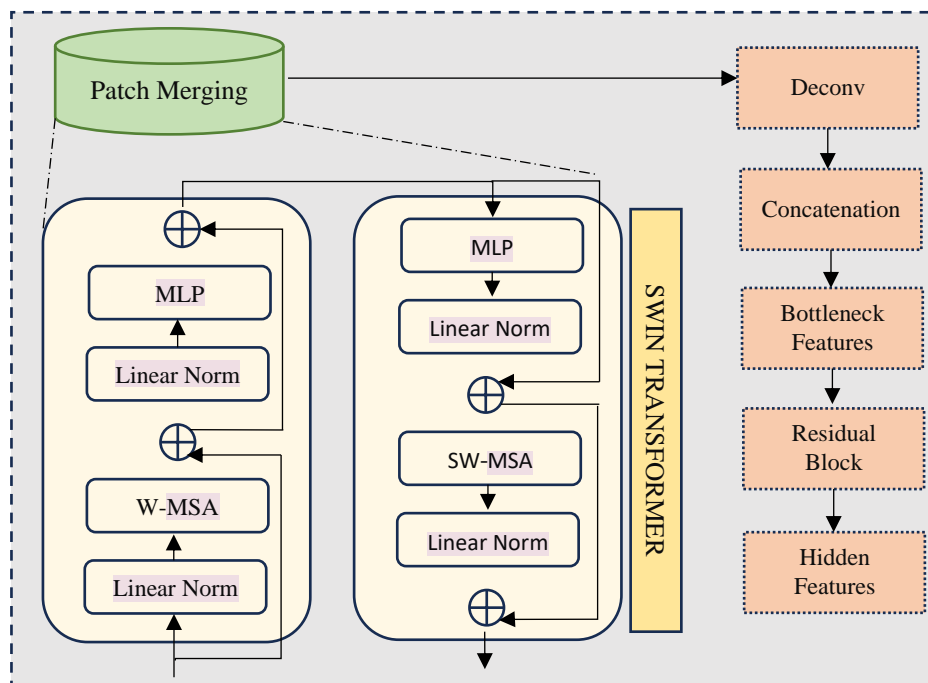 Patch Merging
MLP
Linear Norm
W-MSA
Linear Norm
MLP
Linear Norm
SW-MSA
Linear Norm
SWIN TRANSFORMER
Deconv
Concatenation
Bottleneck
Features
Residual
Block
Hidden
Features